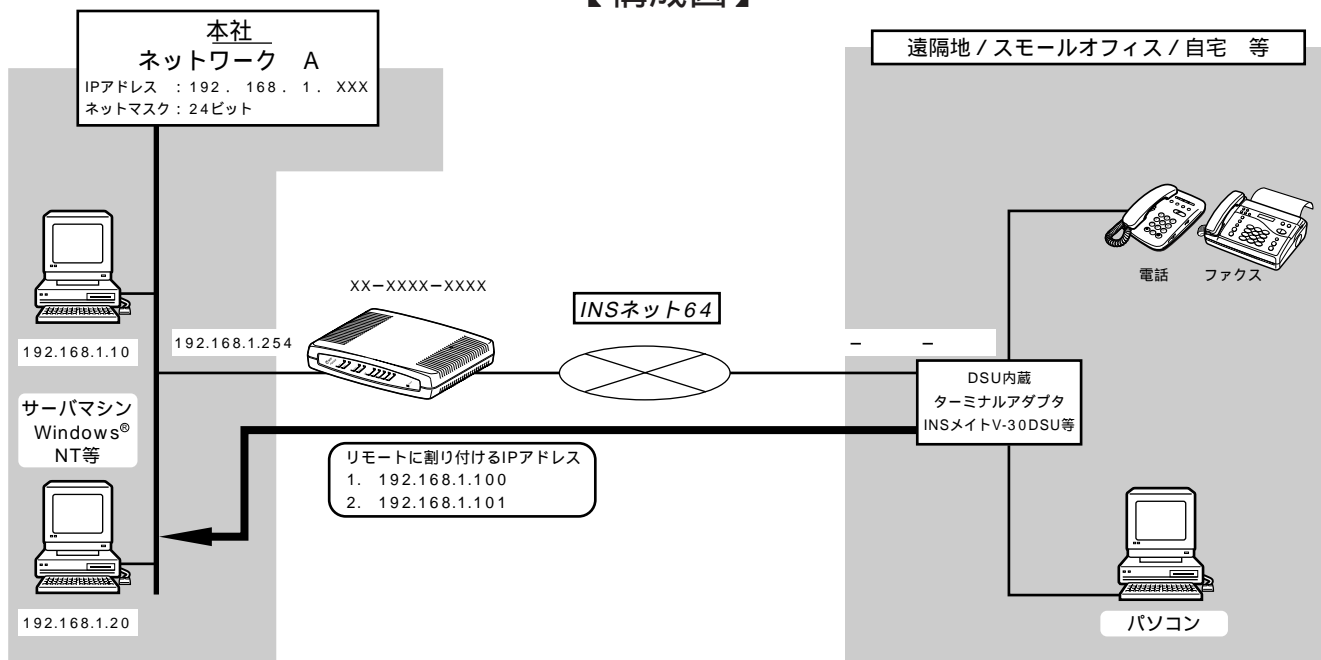 【構成図】
本社
ネットワーク A
IPアドレス :192. 168. 1. XXX
ネットマスク:24ビット
遠隔地/スモールオフィス/自宅 等
電話
ファクス
XX-XXXX-XXXX
INSネット64
192.168.1.10
192.168.1.254
- -
DSU内蔵
ターミナルアダプタ
INSメイトV-30DSU等
サーバマシン
Windows®
NT等
リモートに割り付けるIPアドレス
1. 192.168.1.100
2. 192.168.1.101
192.168.1.20
パソコン